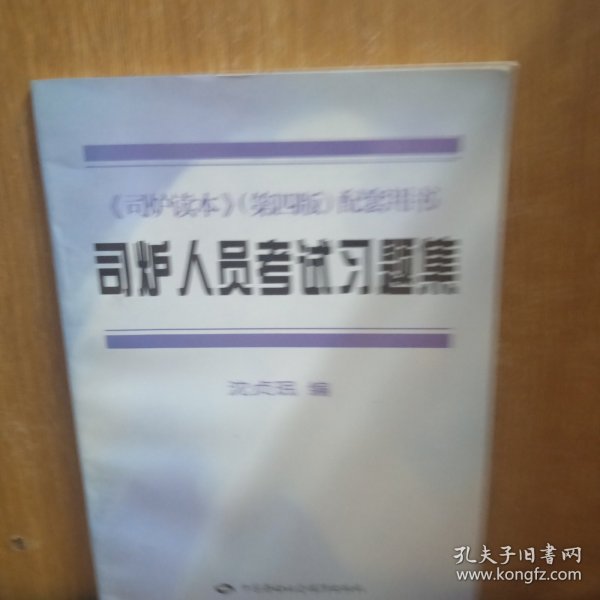 《司炉读本》(第四版)配套用书
司炉人员考试习题集
沈贞珉 编
孔夫子旧书网
www.kongfz.com